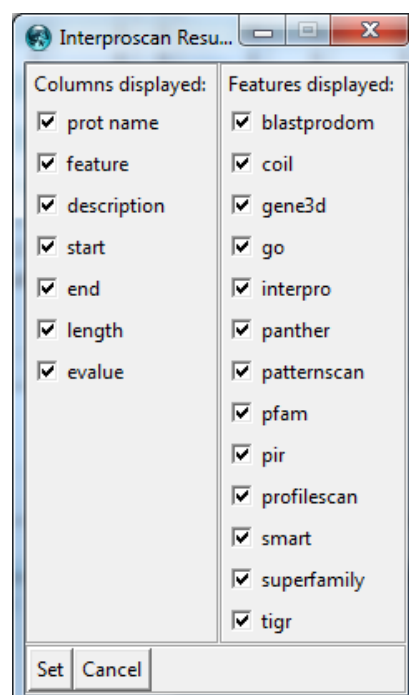 Interproscan Resu...
Columns displayed:
prot name
feature
description
start
end
length
evalue
Features displayed:
blastprodom
coil
gene3d
go
interpro
panther
patternscan
pfam
pir
profilescan
smart
superfamily
tigr
Set Cancel